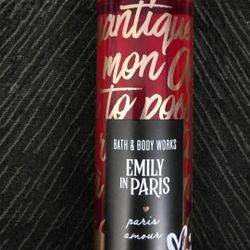 antique
mon a
to pos
r
BATH & BODY WORKS
EMILY
IN PARIS
paris
amour